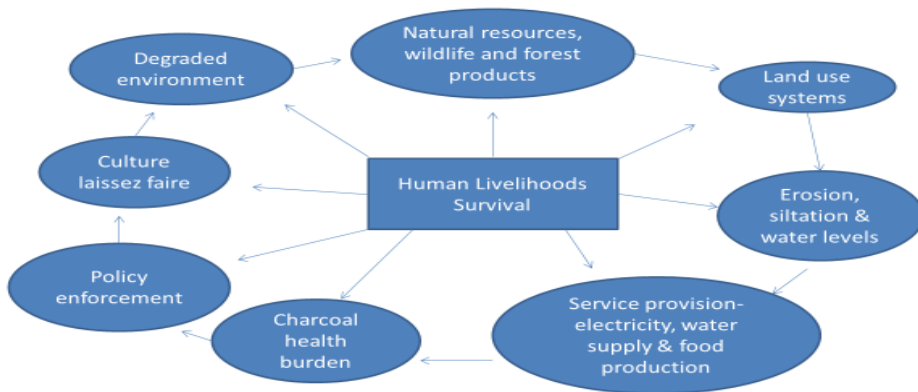 Natural resources,
wildlife and forest
products
Degraded
environment
Land use
systems
Culture
laissez faire
Human Livelihoods
Survival
Erosion,
siltation &
water levels
Policy
enforcement
Charcoal
health
burden
Service provision-
electricity, water
supply & food
production